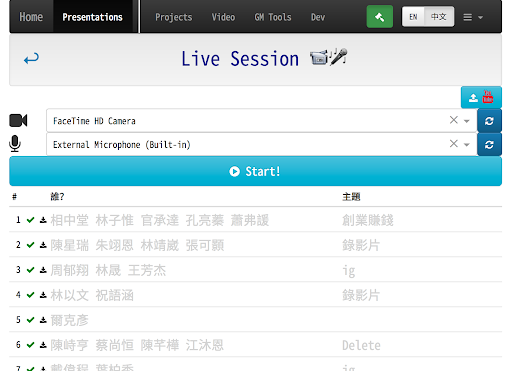 Home Presentations Projects Video GM Tools Dev EN 中文
Live Session
FaceTime HD Camera
External Microphone (Built-in)
Start!
# 誰? 主題
1 相中堂 林子惟 官承達 孔亮蓁 蕭弗諼 創業賺錢
2 陳星瑞 朱翊恩 林靖崴 張可顥 錄影片
3 周郁翔 林晟 王芳杰 ig
4 林以文 祝語涵 錄影片
5 爾克彥
6 陳峙亨 蔡尚恒 陳芊樺 江沐恩 Delete
7 ig